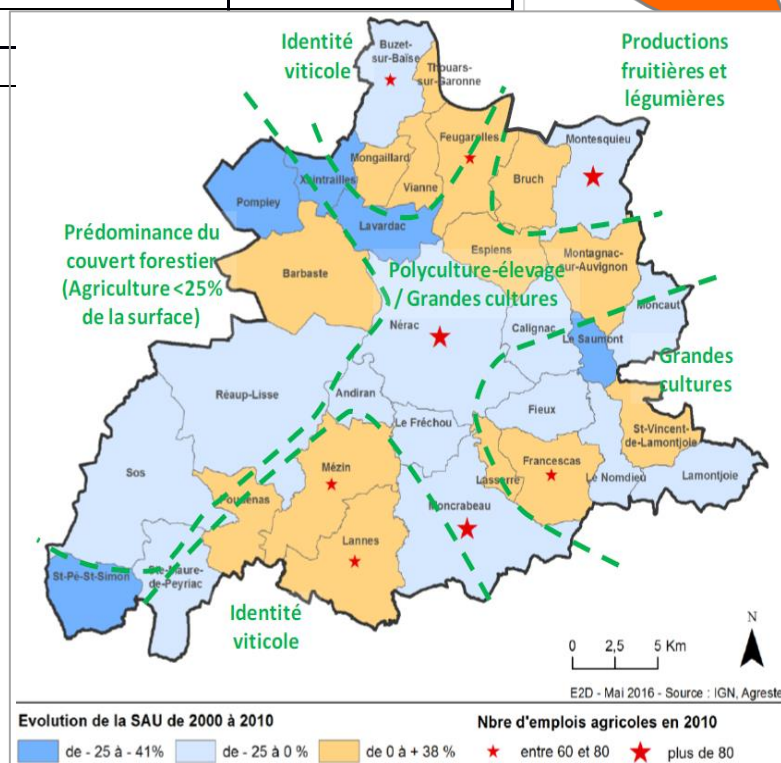 Identité
viticole
Productions
fruitières et
légumières
Buzet-
sur-Baïse
Thouars-
sur-Garonne
Feugarolles
Montesquieu
Mongaillard
Xaintrailles
Vianne
Bruch
Pompiey
Lavardac
Espiens
Montagnac-
sur-Auvignon
Prédominance du
couvert forestier
(Agriculture <25%
de la surface)
Barbaste
Polyculture-élevage
/ Grandes cultures
Nérac
Calignac
Moncaut
Le Saumont
Grandes
cultures
Réaup-Lisse
Andiran
Le Fréchou
Fieux
St-Vincent-
de-Lamontjoie
Sos
Mézin
Francescas
Lasserre
Le Nomdieu
Lamontjoie
Poudenas
Moncrabeau
Lannes
St-Pé-St-Simon
Ste-Maure-
de-Peyriac
Identité
viticole
N
0 2,5 5 Km
E2D - Mai 2016 - Source : IGN, Agreste
Evolution de la SAU de 2000 à 2010
de - 25 à - 41% de - 25 à 0 % de 0 à + 38 %
Nbre d'emplois agricoles en 2010
entre 60 et 80 plus de 80